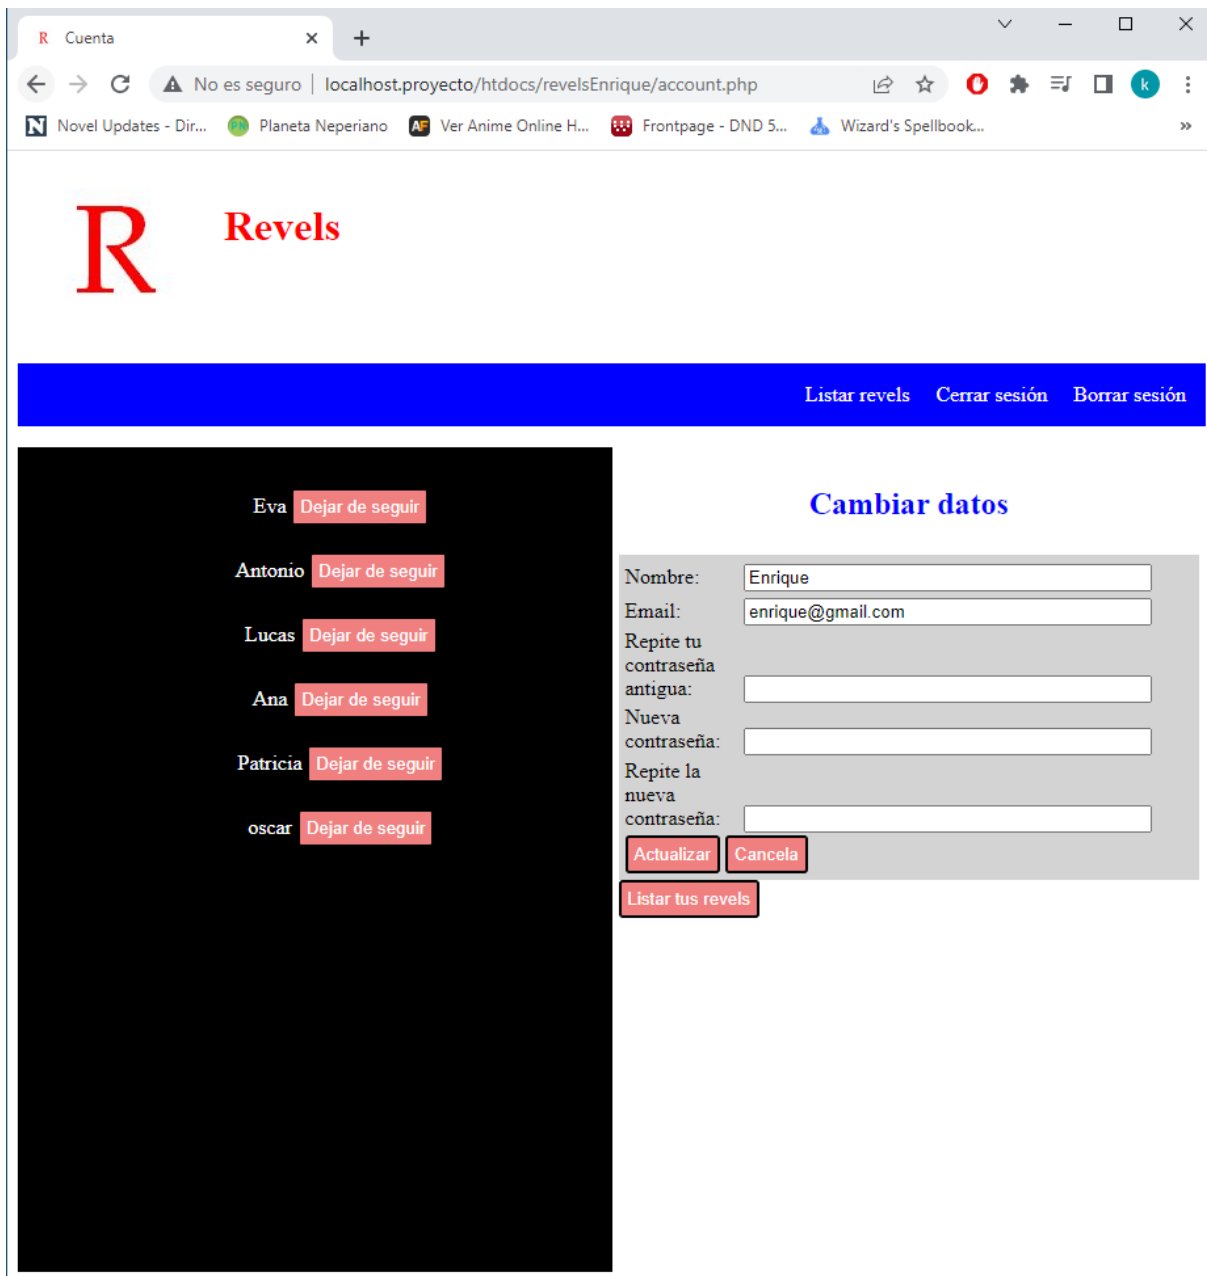 R Cuenta
No es seguro | localhost.proyecto/htdocs/revelsEnrique/account.php k
N Novel Updates - Dir... PN Planeta Neperiano AF Ver Anime Online H... Frontpage - DND 5... Wizard's Spellbook... »
R Revels
Listar revels Cerrar sesión Borrar sesión
Eva Dejar de seguir
Antonio Dejar de seguir
Lucas Dejar de seguir
Ana Dejar de seguir
Patricia Dejar de seguir
oscar Dejar de seguir
Cambiar datos
Nombre: Enrique
Email: enrique@gmail.com
Repite tu
contraseña
antigua:
Nueva
contraseña:
Repite la
nueva
contraseña:
Actualizar Cancela
Listar tus revels